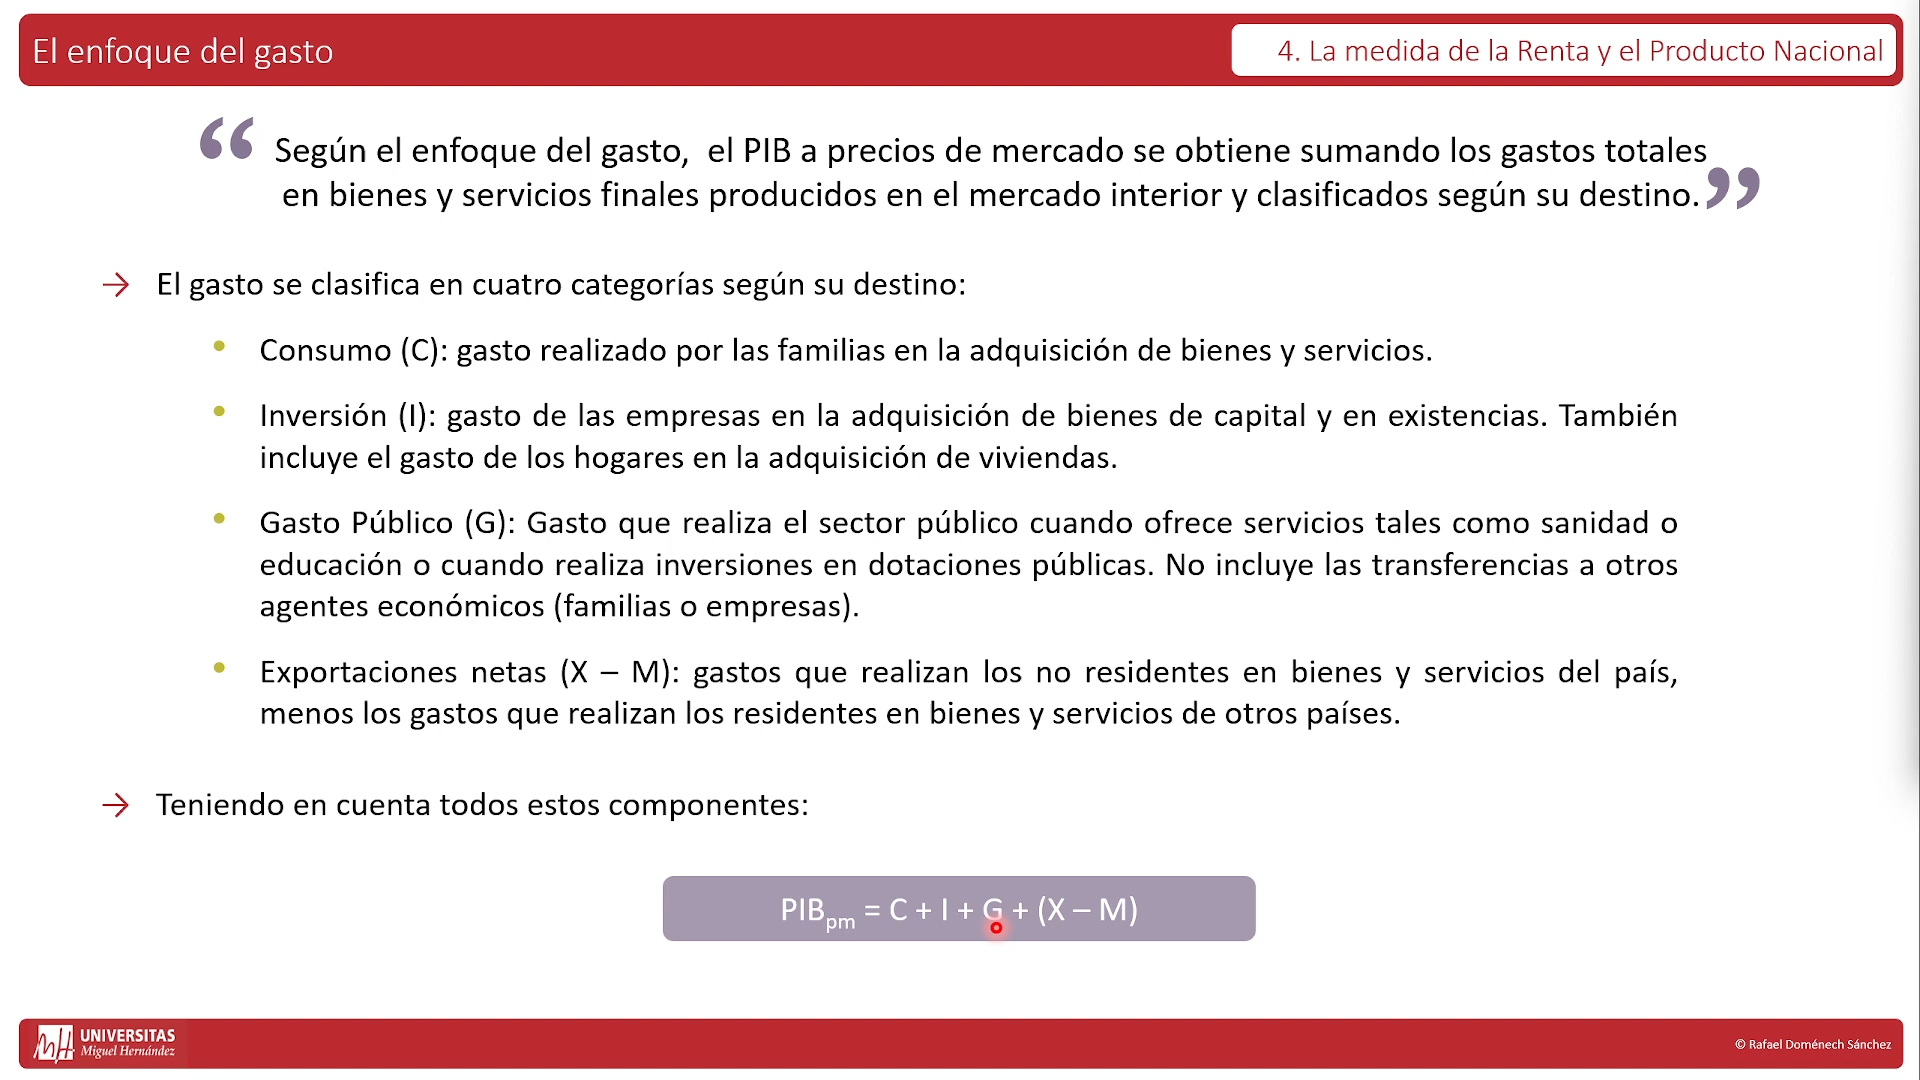 El enfoque del gasto
4. La medida de la Renta y el Producto Nacional
“ Según el enfoque del gasto, el PIB a precios de mercado se obtiene sumando los gastos totales
en bienes y servicios finales producidos en el mercado interior y clasificados según su destino. ”
→ El gasto se clasifica en cuatro categorías según su destino:
• Consumo (C): gasto realizado por las familias en la adquisición de bienes y servicios.
• Inversión (I): gasto de las empresas en la adquisición de bienes de capital y en existencias. También
incluye el gasto de los hogares en la adquisición de viviendas.
• Gasto Público (G): Gasto que realiza el sector público cuando ofrece servicios tales como sanidad o
educación o cuando realiza inversiones en dotaciones públicas. No incluye las transferencias a otros
agentes económicos (familias o empresas).
• Exportaciones netas (X – M): gastos que realizan los no residentes en bienes y servicios del país,
menos los gastos que realizan los residentes en bienes y servicios de otros países.
→ Teniendo en cuenta todos estos componentes:
PIBpm = C + I + G + (X – M)
UNIVERSITAS
Miguel Hernández
© Rafael Doménech Sánchez